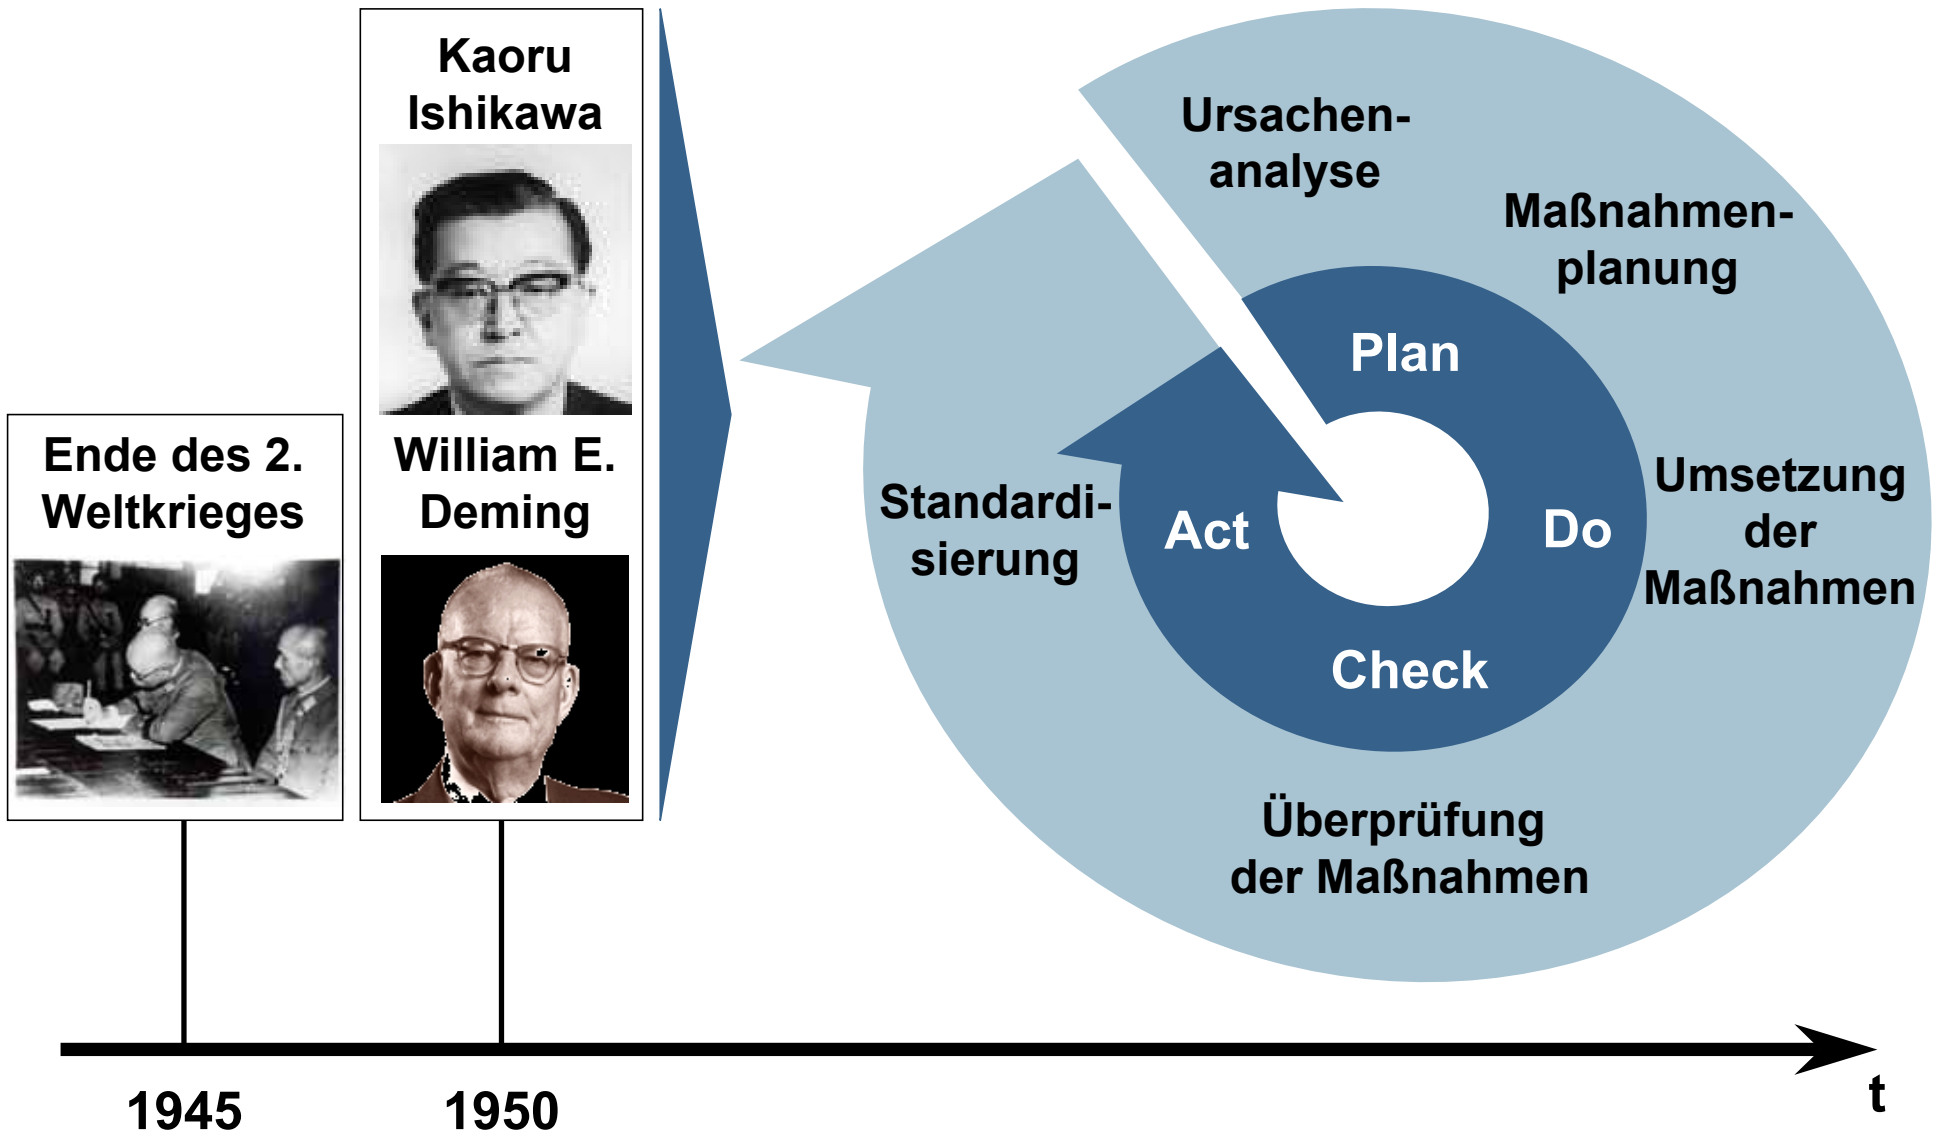 Kaoru
Ishikawa
William E.
Deming
Ende des 2.
Weltkrieges
Ursachen-
analyse
Maßnahmen-
planung
Umsetzung
der
Maßnahmen
Überprüfung
der Maßnahmen
Standardi-
sierung
Plan
Do
Check
Act
1945
1950
t